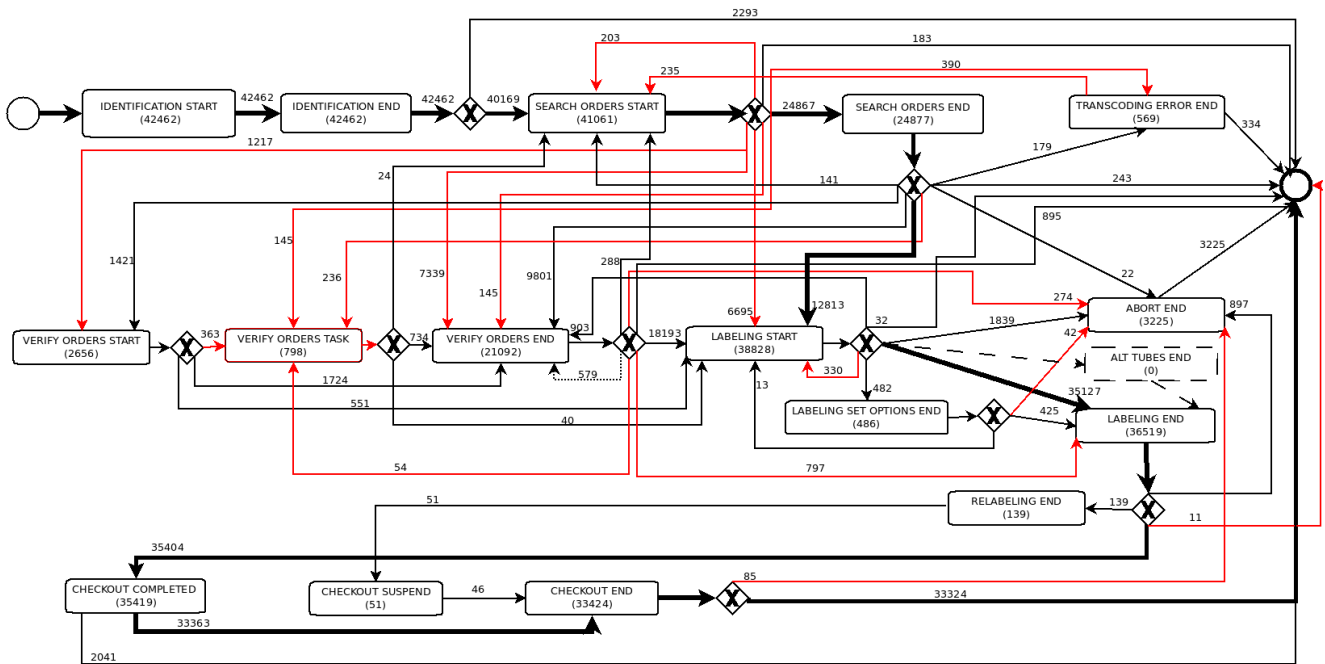 2293
203
183
235
390
IDENTIFICATION START
(42462)
42462
IDENTIFICATION END
(42462)
42462
X
40169
SEARCH ORDERS START
(41061)
X
24867
SEARCH ORDERS END
(24877)
TRANSCODING ERROR END
(569)
334
1217
24
141
X
179
243
895
1421
145
236
7339
145
9801
288
22
3225
6695
12813
274
ABORT END
(3225)
897
VERIFY ORDERS START
(2656)
X
363
VERIFY ORDERS TASK
(798)
X
734
VERIFY ORDERS END
(21092)
903
X
18193
LABELING START
(38828)
X
32
1839
42
ALT TUBES END
(0)
1724
579
330
13
482
35127
551
40
LABELING SET OPTIONS END
(486)
X
425
LABELING END
(36519)
54
797
51
RELABELING END
(139)
139
X
11
35404
CHECKOUT COMPLETED
(35419)
CHECKOUT SUSPEND
(51)
46
CHECKOUT END
(33424)
X
85
33324
33363
2041